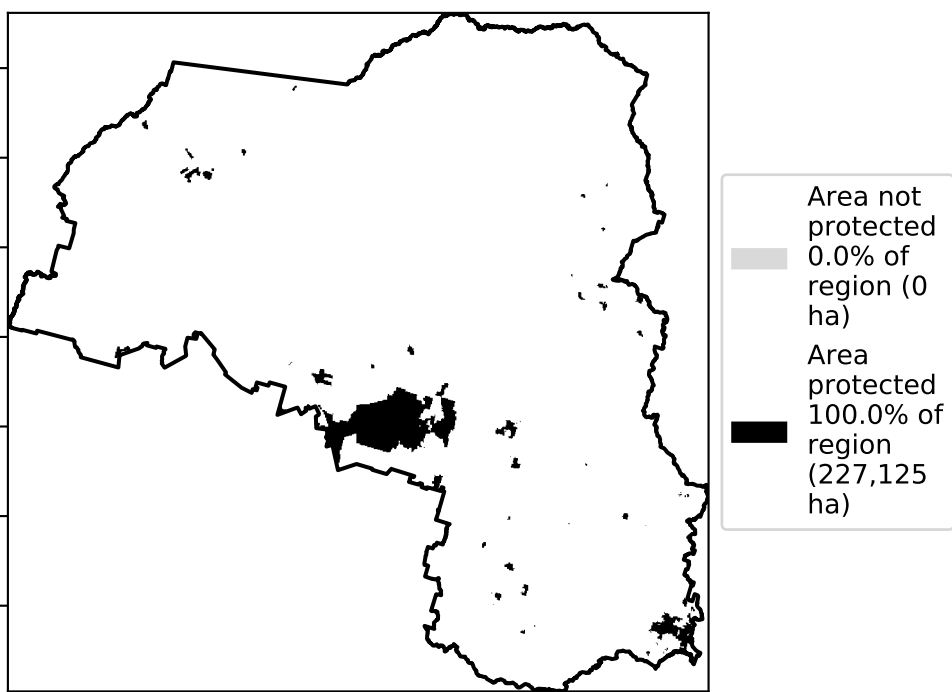 Area not
protected
0.0% of
region (0
ha)
Area
protected
100.0% of
region
(227,125
ha)